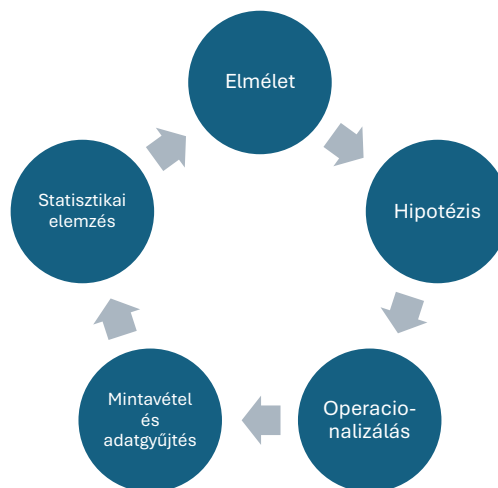 Elmélet
Hipotézis
Operacio-
nalizálás
Mintavétel
és
adatgyűjtés
Statisztikai
elemzés